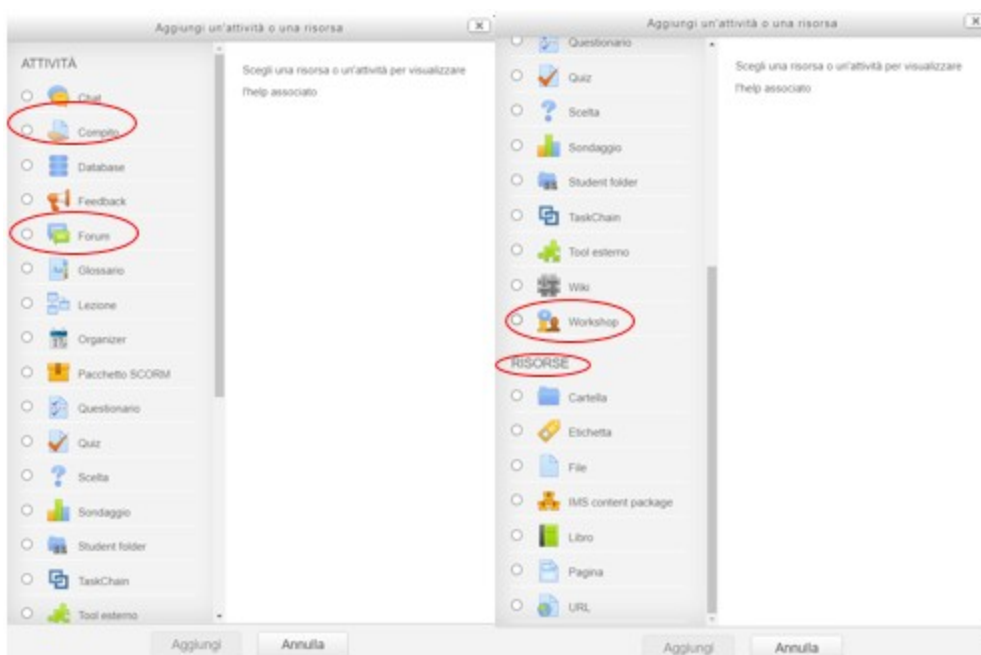 Aggiungi un'attività o una risorsa
ATTIVITÀ
Chat
Compito
Database
Feedback
Forum
Glossario
Lezione
Organizer
Pacchetto SCORM
Questionario
Quiz
Scelta
Sondaggio
Student folder
TaskChain
Tool esterno
Scegli una risorsa o un'attività per visualizzare
l'help associato
Aggiungi
Annulla
Aggiungi un'attività o una risorsa
Questionario
Quiz
Scelta
Sondaggio
Student folder
TaskChain
Tool esterno
Wiki
Workshop
RISORSE
Cartella
Etichetta
File
IMS content package
Libro
Pagina
URL
Scegli una risorsa o un'attività per visualizzare
l'help associato
Aggiungi
Annulla